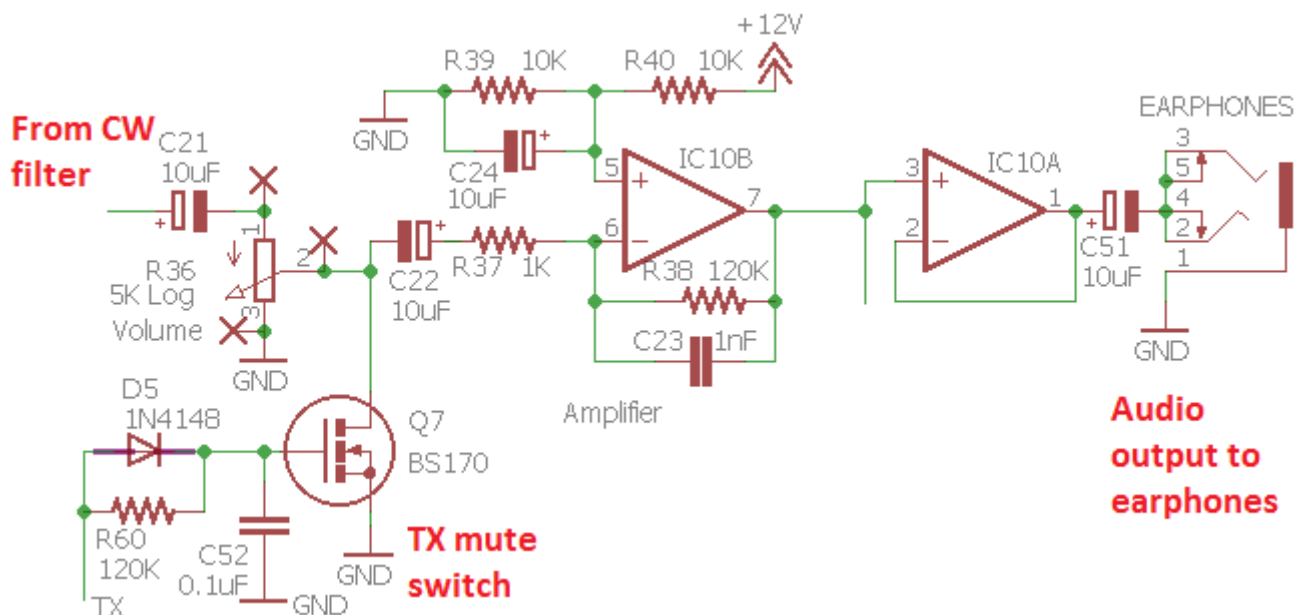 +12V
R39 10K
R40 10K
GND
EARPHONES
From CW
filter
C21
10uF
+
C24
10uF
+
5
+
IC10B
7
6
−
3
+
IC10A
1
2
−
3
5
4
2
1
+
C51
10uF
1
2
3
R36
5K Log
Volume
GND
+
C22
10uF
R37 1K
R38 120K
C23 1nF
GND
Amplifier
Audio
output to
earphones
D5
1N4148
Q7
BS170
R60
120K
C52
0.1uF
GND
GND
TX mute
switch
TX